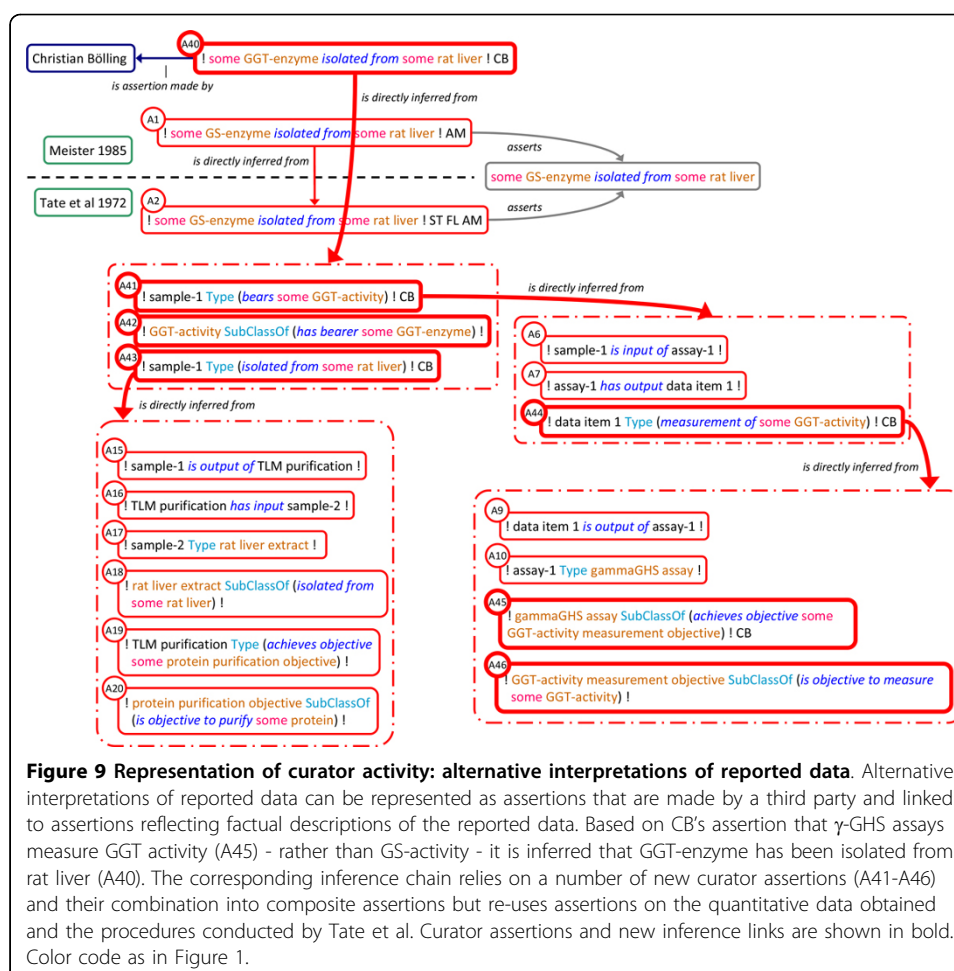 A40
Christian Bölling
! some GGT-enzyme isolated from some rat liver ! CB
is assertion made by
is directly inferred from
A1
! some GS-enzyme isolated from some rat liver ! AM
Meister 1985
is directly inferred from
asserts
some GS-enzyme isolated from some rat liver
Tate et al 1972
A2
asserts
! some GS-enzyme isolated from some rat liver ! ST FL AM
A41
! sample-1 Type (bears some GGT-activity) ! CB
is directly inferred from
A42
! GGT-activity SubClassOf (has bearer some GGT-enzyme) !
A43
! sample-1 Type (isolated from some rat liver) ! CB
is directly inferred from
A6
! sample-1 is input of assay-1 !
A7
! assay-1 has output data item 1 !
A44
! data item 1 Type (measurement of some GGT-activity) ! CB
is directly inferred from
A15
! sample-1 is output of TLM purification !
A16
! TLM purification has input sample-2 !
A17
! sample-2 Type rat liver extract !
A18
! rat liver extract SubClassOf (isolated from
some rat liver) !
A19
! TLM purification Type (achieves objective
some protein purification objective) !
A20
! protein purification objective SubClassOf
(is objective to purify some protein) !
A9
! data item 1 is output of assay-1 !
A10
! assay-1 Type gammaGHS assay !
A45
! gammaGHS assay SubClassOf (achieves objective some
GGT-activity measurement objective) ! CB
A46
! GGT-activity measurement objective SubClassOf (is objective to measure
some GGT-activity) !
Figure 9 Representation of curator activity: alternative interpretations of reported data. Alternative
interpretations of reported data can be represented as assertions that are made by a third party and linked
to assertions reflecting factual descriptions of the reported data. Based on CB's assertion that γ-GHS assays
measure GGT activity (A45) - rather than GS-activity - it is inferred that GGT-enzyme has been isolated from
rat liver (A40). The corresponding inference chain relies on a number of new curator assertions (A41-A46)
and their combination into composite assertions but re-uses assertions on the quantitative data obtained
and the procedures conducted by Tate et al. Curator assertions and new inference links are shown in bold.
Color code as in Figure 1.